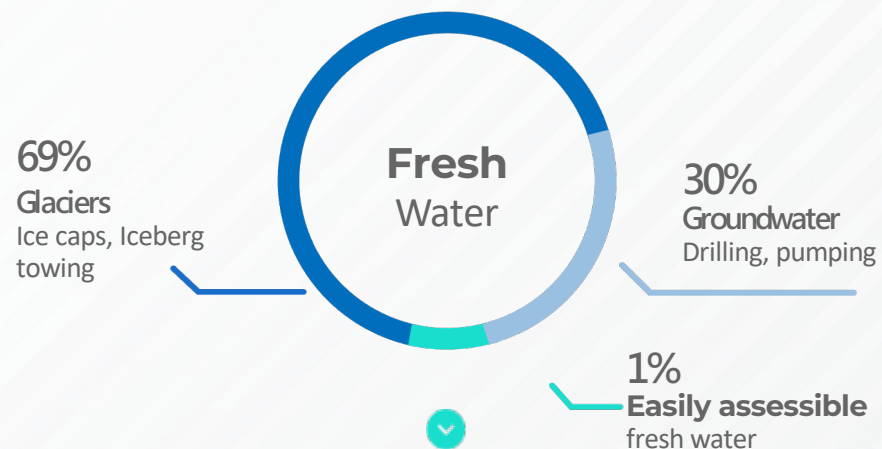 69%
Glaciers
Ice caps, Iceberg
towing
Fresh
Water
30%
Groundwater
Drilling, pumping
1%
Easily assessible
fresh water